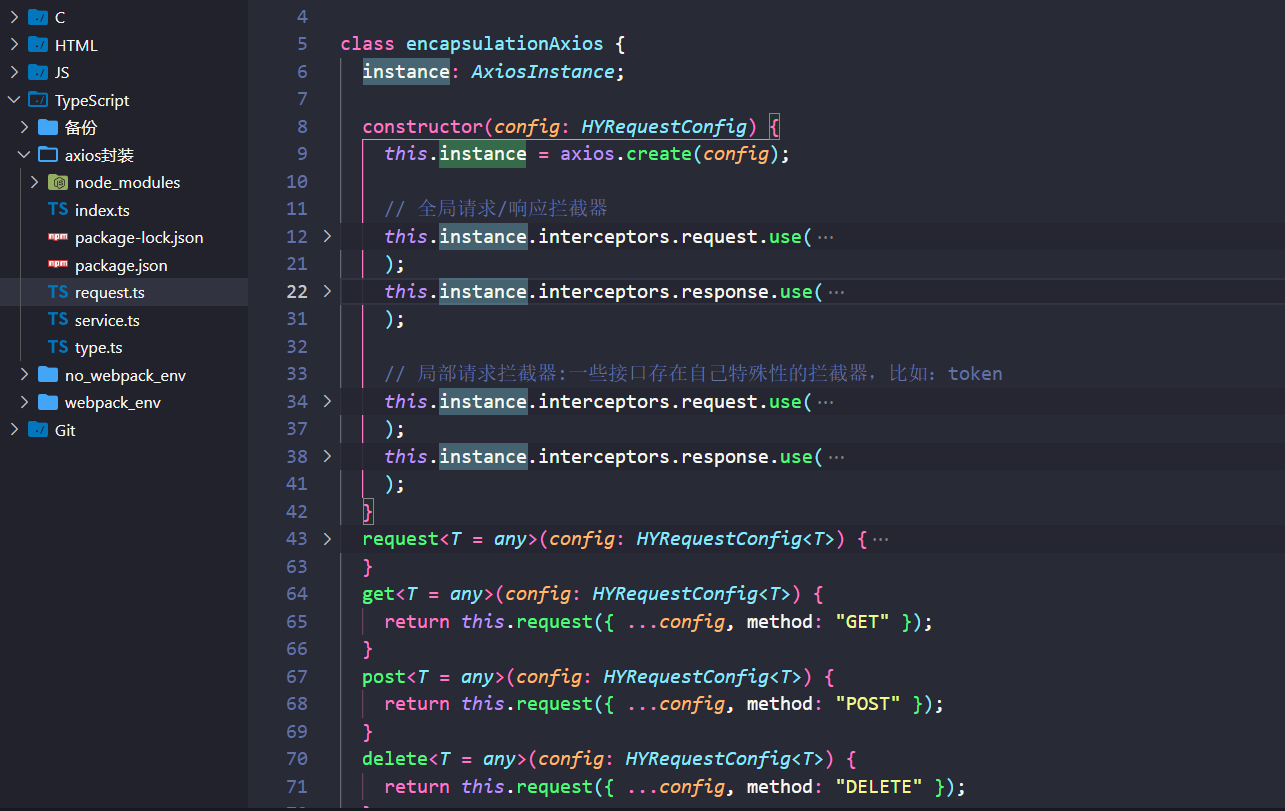 C
HTML
JS
TypeScript
备份
axios封装
node_modules
TS index.ts
npm package-lock.json
npm package.json
TS request.ts
TS service.ts
TS type.ts
no_webpack_env
webpack_env
Git
4
5 class encapsulationAxios {
6 instance: AxiosInstance;
7
8 constructor(config: HYRequestConfig) {
9 this.instance = axios.create(config);
10
11 // 全局请求/响应拦截器
12 this.instance.interceptors.request.use( ···
21 );
22 this.instance.interceptors.response.use( ···
31 );
32
33 // 局部请求拦截器:一些接口存在自己特殊性的拦截器，比如：token
34 this.instance.interceptors.request.use( ···
37 );
38 this.instance.interceptors.response.use( ···
41 );
42 }
43 request<T = any>(config: HYRequestConfig<T>) { ···
63 }
64 get<T = any>(config: HYRequestConfig<T>) {
65 return this.request({ ...config, method: "GET" });
66 }
67 post<T = any>(config: HYRequestConfig<T>) {
68 return this.request({ ...config, method: "POST" });
69 }
70 delete<T = any>(config: HYRequestConfig<T>) {
71 return this.request({ ...config, method: "DELETE" });